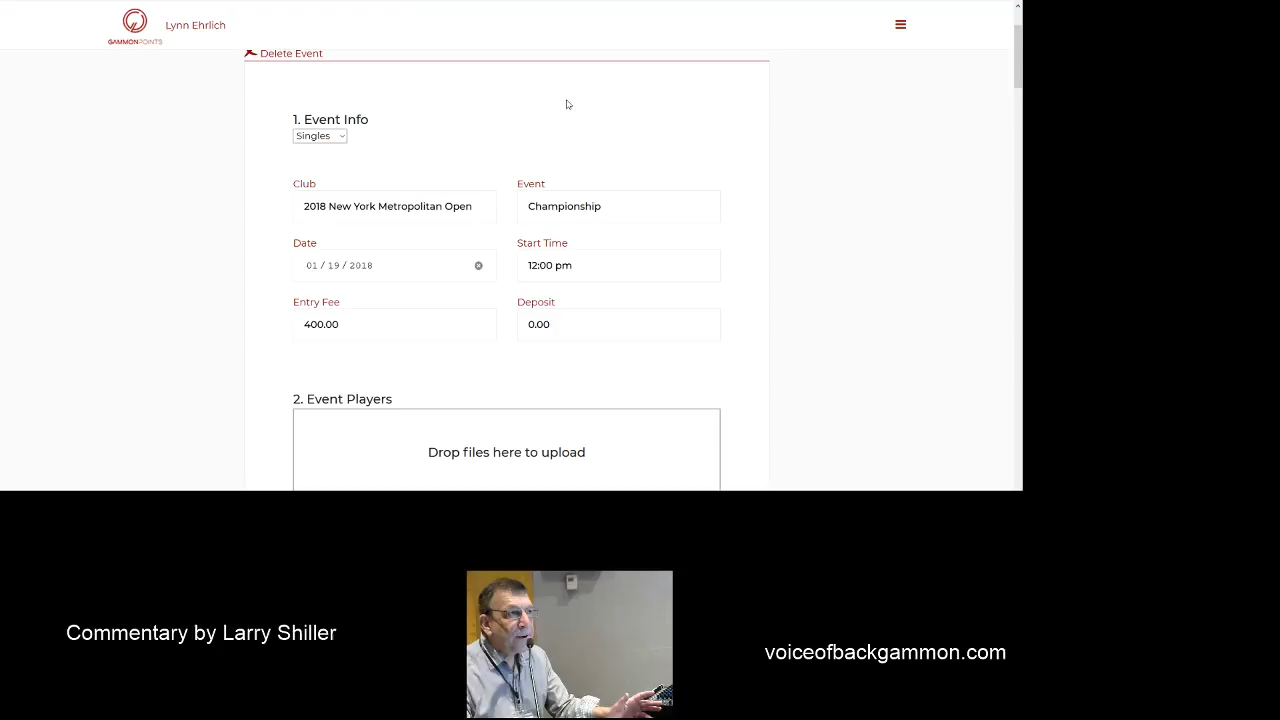 Lynn Ehrlich
GAMMONPOINTS
Delete Event
1. Event Info
Singles
Club
Event
2018 New York Metropolitan Open
Championship
Date
Start Time
01 / 19 / 2018
12:00 pm
Entry Fee
Deposit
400.00
0.00
2. Event Players
Drop files here to upload
Commentary by Larry Shiller
voiceofbackgammon.com